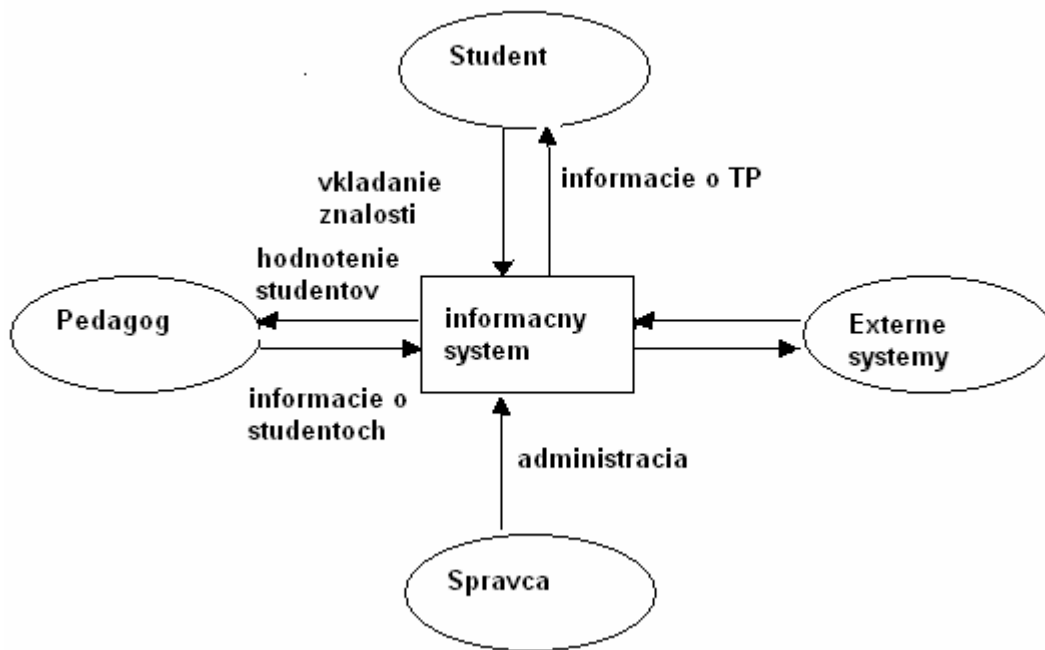 Student
vkladanie
znalosti
informacie o TP
hodnotenie
studentov
Pedagog
informacny
system
Externe
systemy
informacie o
studentoch
administracia
Spravca